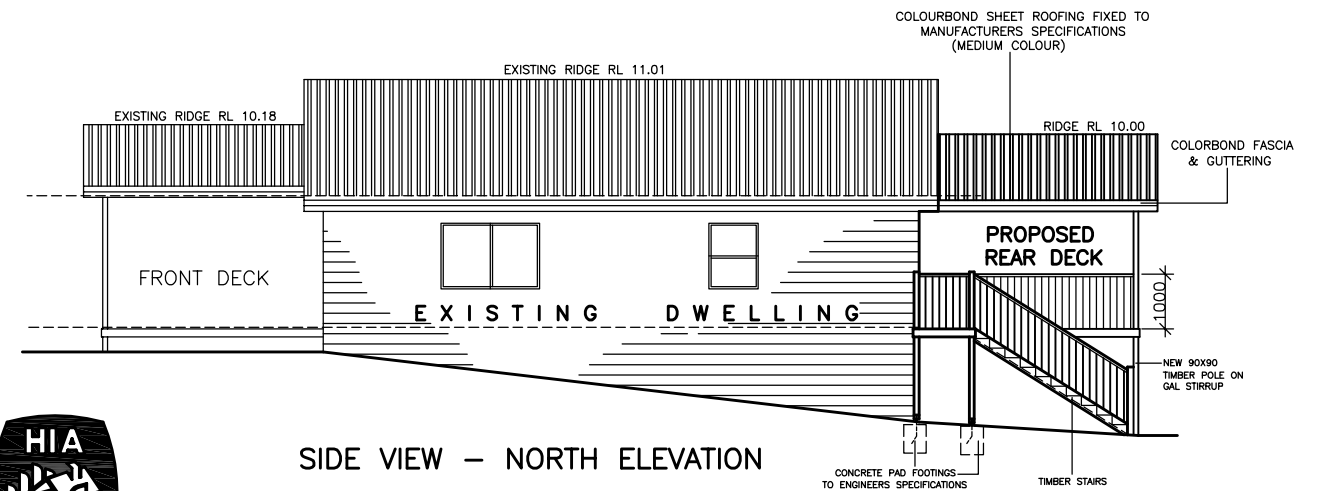 COLOURBOND SHEET ROOFING FIXED TO
MANUFACTURERS SPECIFICATIONS
(MEDIUM COLOUR)
EXISTING RIDGE RL 11.01
EXISTING RIDGE RL 10.18
RIDGE RL 10.00
COLORBOND FASCIA
& GUTTERING
PROPOSED
REAR DECK
FRONT DECK
EXISTING DWELLING
1000
NEW 90X90
TIMBER POLE ON
GAL STIRRUP
HIA
SIDE VIEW – NORTH ELEVATION
CONCRETE PAD FOOTINGS
TO ENGINEERS SPECIFICATIONS
TIMBER STAIRS